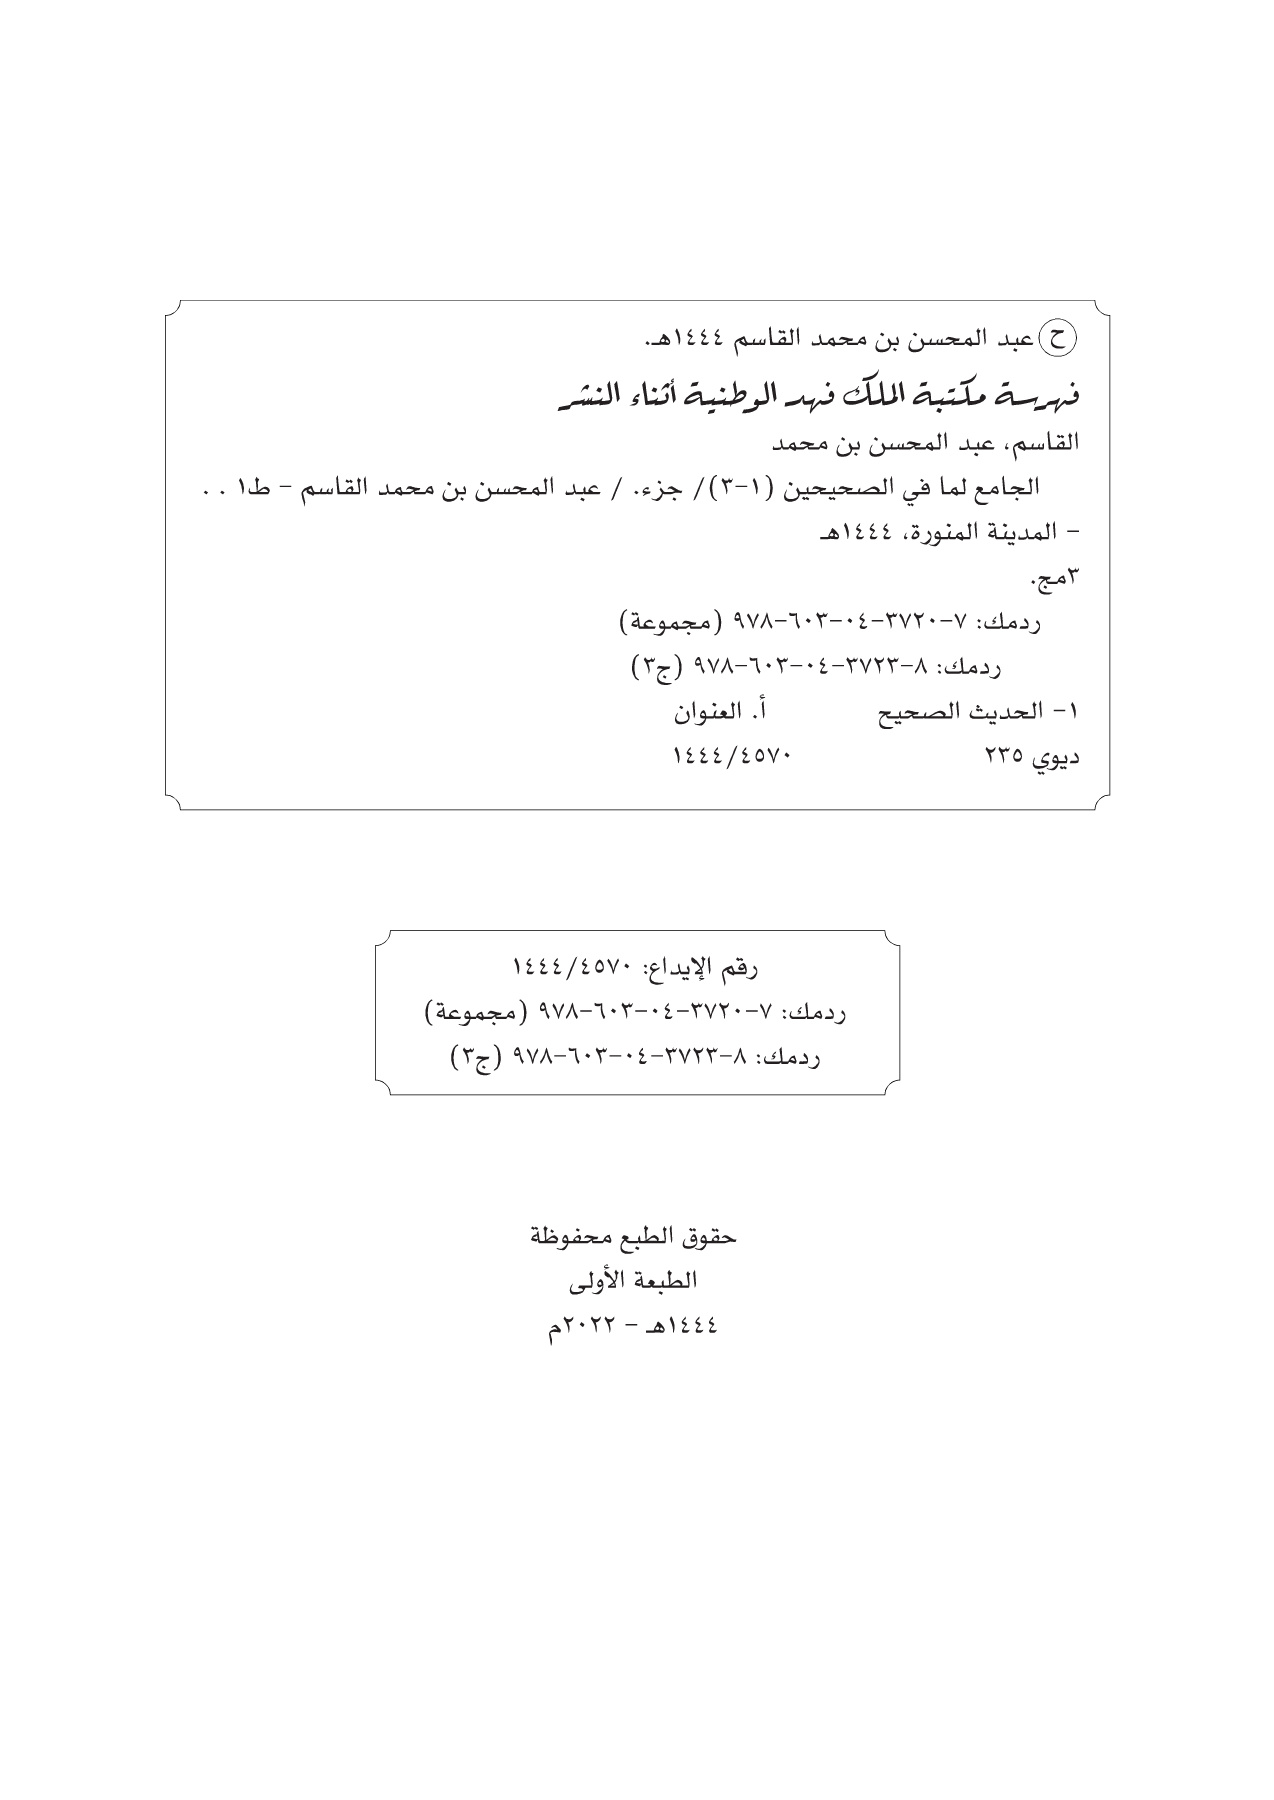 ح عبد المحسن بن محمد القاسم ١٤٤٤هـ.
فهرسة مكتبة الملك فهد الوطنية أثناء النشر
القاسم، عبد المحسن بن محمد
الجامع لما في الصحيحين (١-٣)/ جزء. / عبد المحسن بن محمد القاسم - ط١ . .
- المدينة المنورة، ١٤٤٤هـ
٣مج.
ردمك: ٧-٣٧٢٠-٠٤-٦٠٣-٩٧٨ (مجموعة)
ردمك: ٨-٣٧٢٣-٠٤-٦٠٣-٩٧٨ (ج٣)
١- الحديث الصحيح أ. العنوان
ديوي ٢٣٥ ١٤٤٤/٤٥٧٠
رقم الإيداع: ١٤٤٤/٤٥٧٠
ردمك: ٧-٣٧٢٠-٠٤-٦٠٣-٩٧٨ (مجموعة)
ردمك: ٨-٣٧٢٣-٠٤-٦٠٣-٩٧٨ (ج٣)
حقوق الطبع محفوظة
الطبعة الأولى
١٤٤٤هـ - ٢٠٢٢م